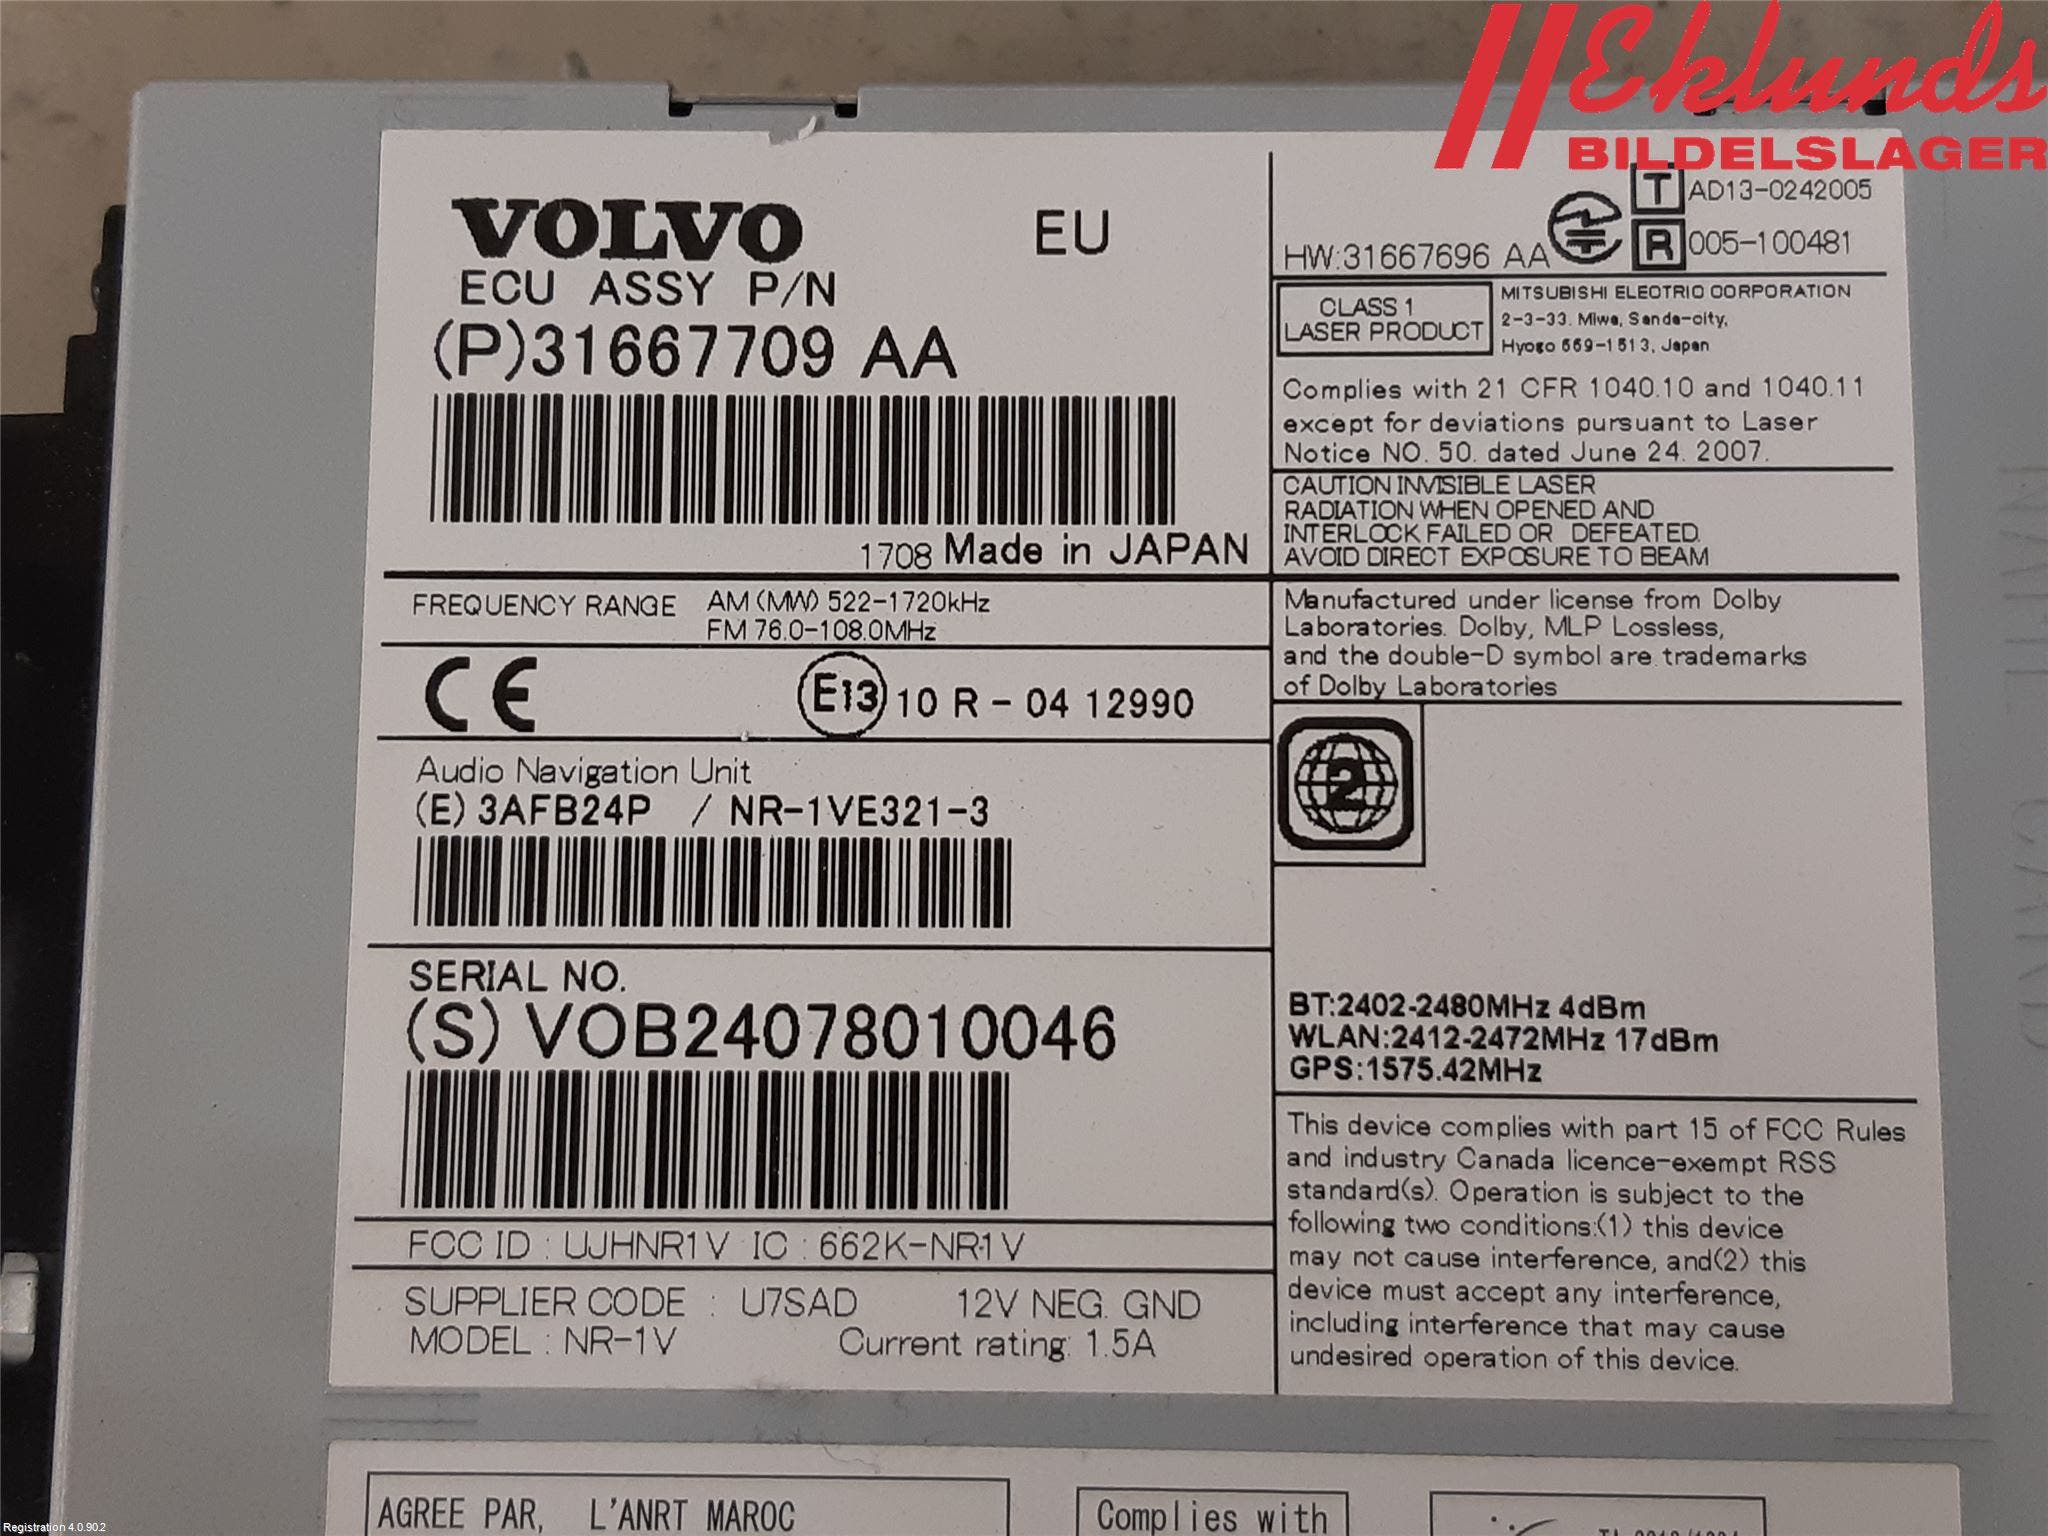 Eklunds
BILDELSLAGER
VOLVO EU
ECU ASSY P/N
(P)31667709 AA
1708 Made in JAPAN
FREQUENCY RANGE AM (MW) 522-1720kHz
FM 76.0-108.0MHz
CE E13 10 R - 04 12990
Audio Navigation Unit
(E) 3AFB24P / NR-1VE321-3
SERIAL NO.
(S) VOB24078010046
FCC ID : UJHNR1V IC : 662K-NR1V
SUPPLIER CODE : U7SAD 12V NEG. GND
MODEL : NR-1V Current rating: 1.5A
T AD13-0242005
HW:31667696 AA R 005-100481
CLASS 1
LASER PRODUCT
MITSUBISHI ELECTRIC CORPORATION
2-3-33. Miwa, Sanda-city,
Hyogo 669-1513, Japan
Complies with 21 CFR 1040.10 and 1040.11
except for deviations pursuant to Laser
Notice NO. 50. dated June 24. 2007.
CAUTION INVISIBLE LASER
RADIATION WHEN OPENED AND
INTERLOCK FAILED OR DEFEATED.
AVOID DIRECT EXPOSURE TO BEAM
Manufactured under license from Dolby
Laboratories. Dolby, MLP Lossless,
and the double-D symbol are trademarks
of Dolby Laboratories
2
BT:2402-2480MHz 4dBm
WLAN:2412-2472MHz 17dBm
GPS:1575.42MHz
This device complies with part 15 of FCC Rules
and industry Canada licence-exempt RSS
standard(s). Operation is subject to the
following two conditions:(1) this device
may not cause interference, and(2) this
device must accept any interference,
including interference that may cause
undesired operation of this device.
AGREE PAR, L'ANRT MAROC
Complies with
Registration 4.0.90.2